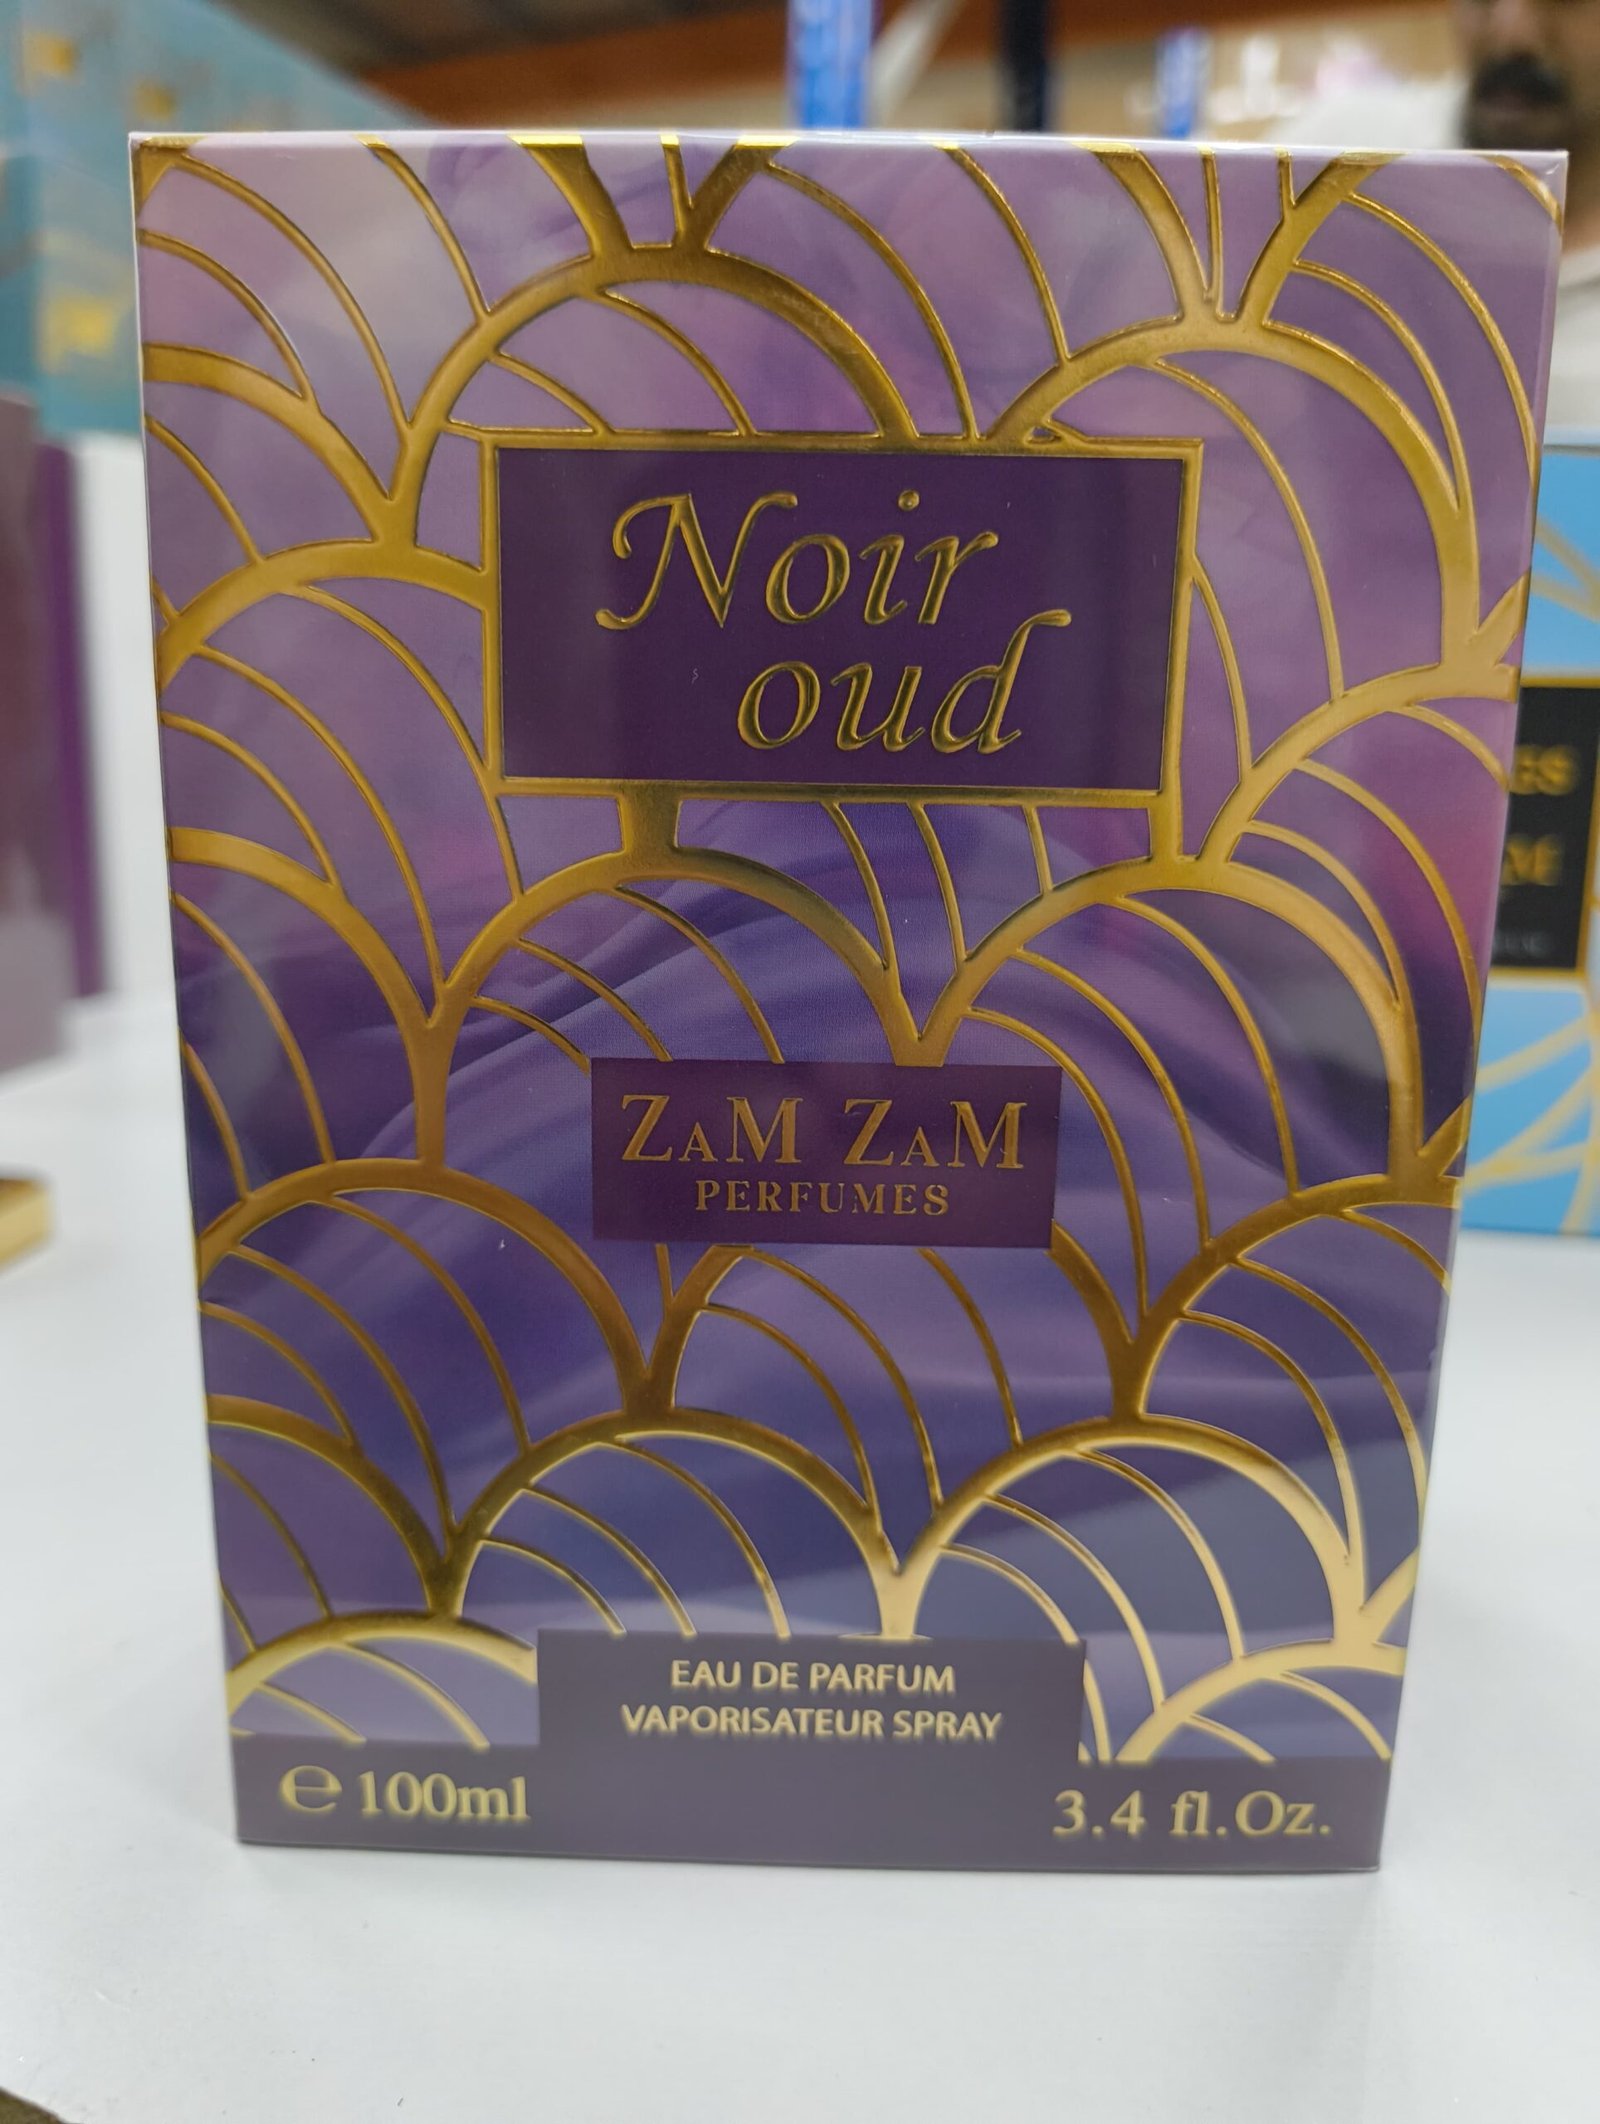 Noir
oud
ZAM ZAM
PERFUMES
EAU DE PARFUM
VAPORISATEUR SPRAY
℮ 100ml
3.4 fl.Oz.